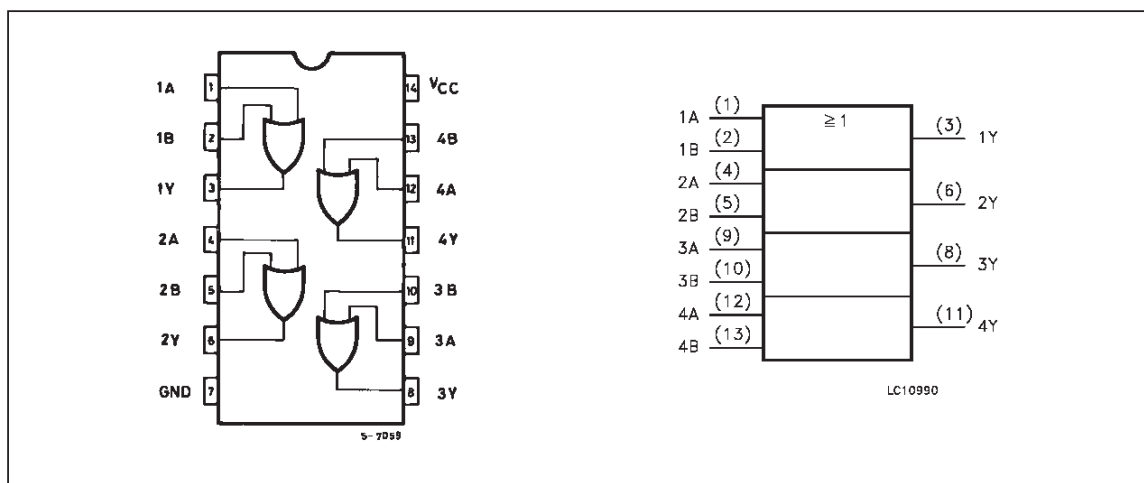 1A 1 14 VCC
1B 2 13 4B
1Y 3 12 4A
2A 4 11 4Y
2B 5 10 3B
2Y 6 9 3A
GND 7 8 3Y
S-7059
1A (1) ≧1 (3) 1Y
1B (2)
2A (4) (6) 2Y
2B (5)
3A (9) (8) 3Y
3B (10)
4A (12) (11) 4Y
4B (13)
LC10990